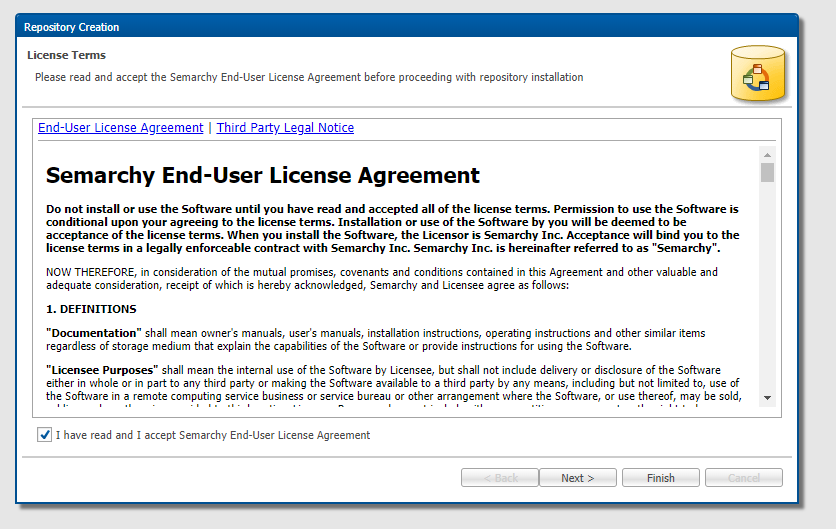 Repository Creation
License Terms
Please read and accept the Semarchy End-User License Agreement before proceeding with repository installation
End-User License Agreement | Third Party Legal Notice
Semarchy End-User License Agreement
Do not install or use the Software until you have read and accepted all of the license terms. Permission to use the Software is
conditional upon your agreeing to the license terms. Installation or use of the Software by you will be deemed to be
acceptance of the license terms. When you install the Software, the Licensor is Semarchy Inc. Acceptance will bind you to the
license terms in a legally enforceable contract with Semarchy Inc. Semarchy Inc. is hereinafter referred to as "Semarchy".
NOW THEREFORE, in consideration of the mutual promises, covenants and conditions contained in this Agreement and other valuable and
adequate consideration, receipt of which is hereby acknowledged, Semarchy and Licensee agree as follows:
1. DEFINITIONS
"Documentation" shall mean owner's manuals, user's manuals, installation instructions, operating instructions and other similar items
regardless of storage medium that explain the capabilities of the Software or provide instructions for using the Software.
"Licensee Purposes" shall mean the internal use of the Software by Licensee, but shall not include delivery or disclosure of the Software
either in whole or in part to any third party or making the Software available to a third party by any means, including but not limited to, use of
the Software in a remote computing service business or service bureau or other arrangement where the Software, or use thereof, may be sold,
I have read and I accept Semarchy End-User License Agreement
< Back Next > Finish Cancel